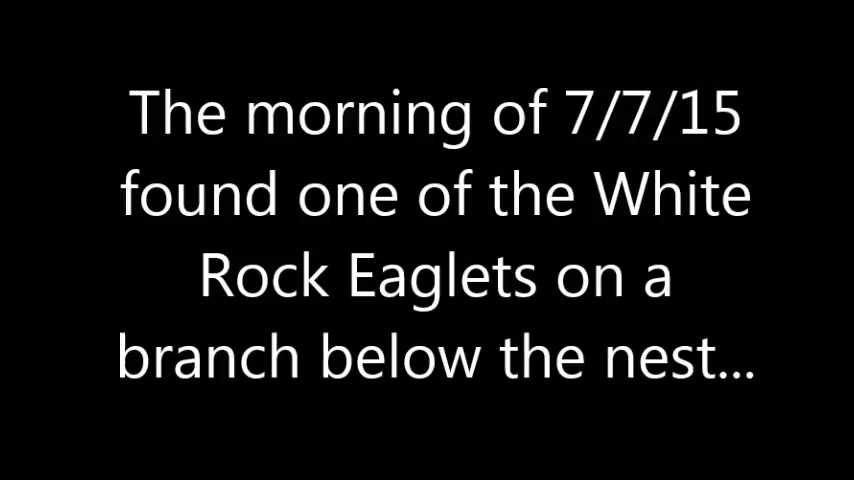 The morning of 7/7/15
found one of the White
Rock Eaglets on a
branch below the nest...